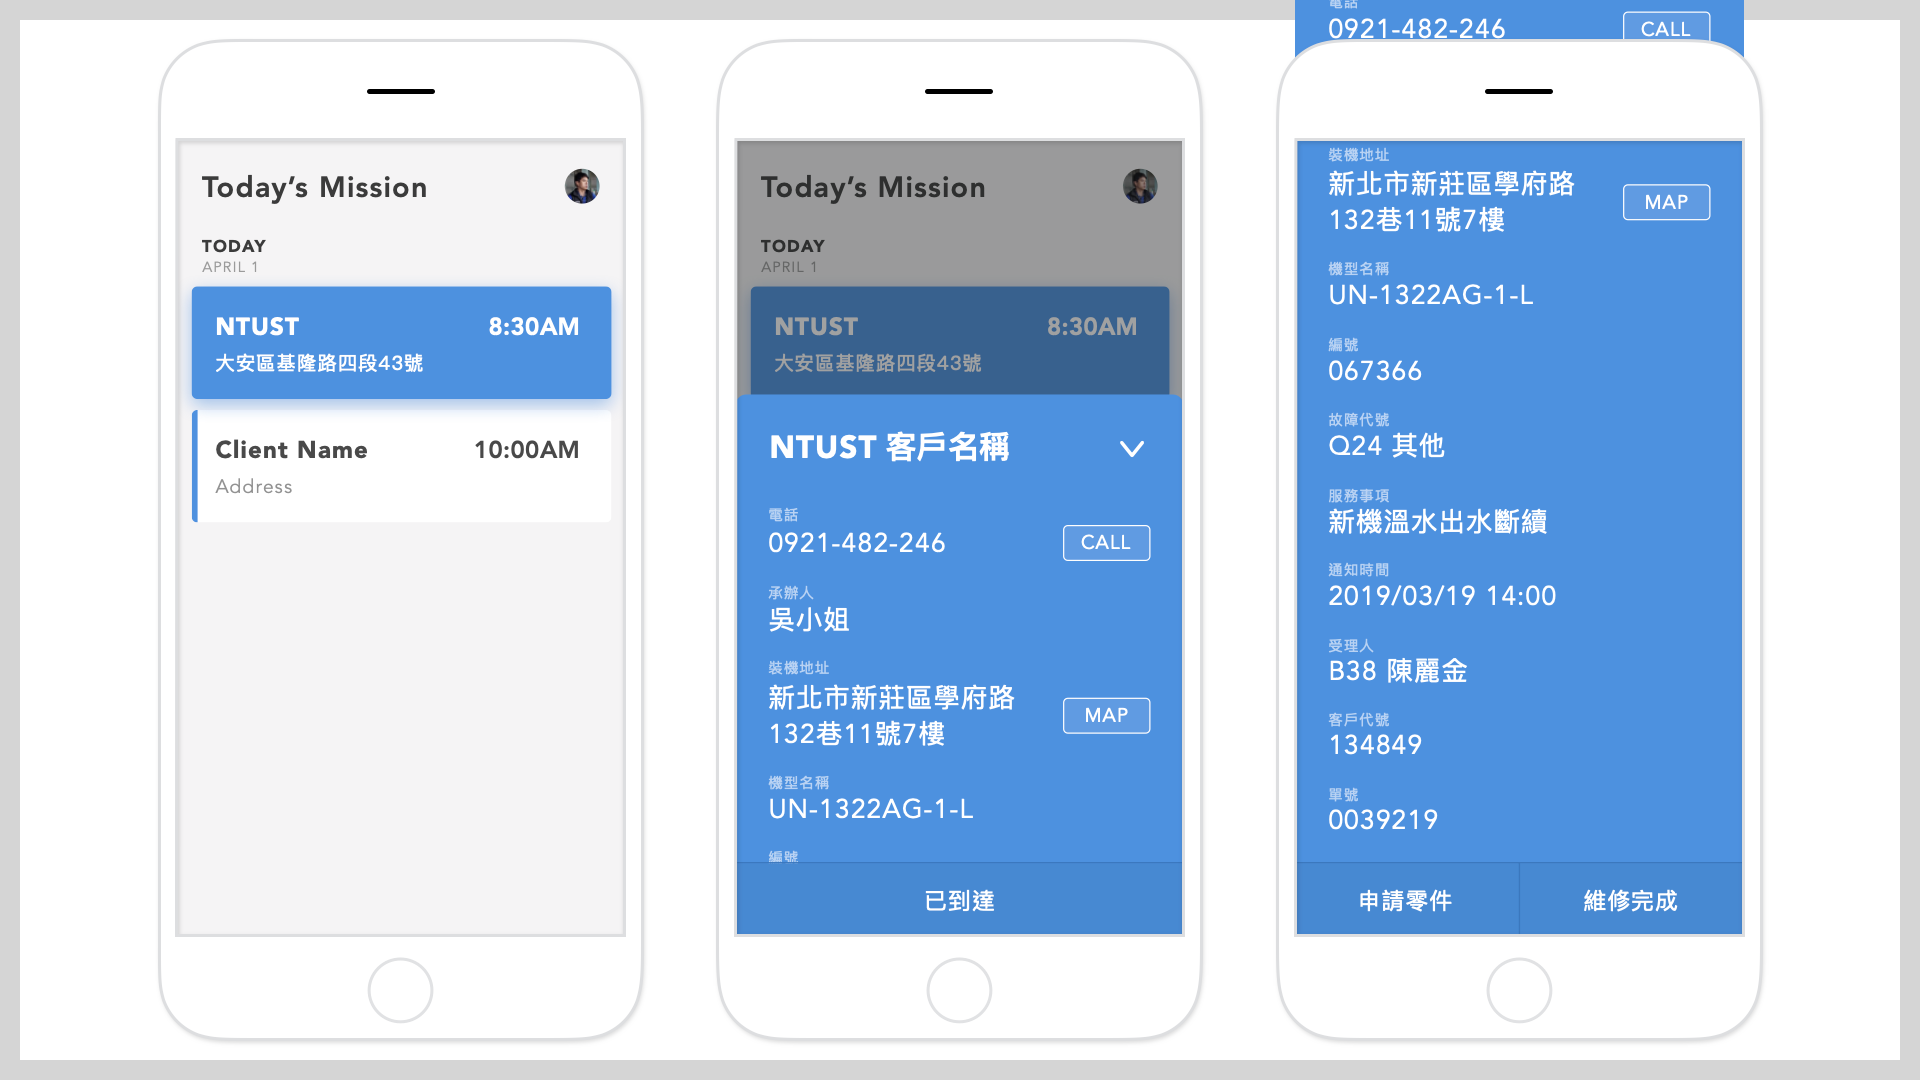 Today’s Mission
TODAY
APRIL 1
NTUST 8:30AM
大安區基隆路四段43號
Client Name 10:00AM
Address
Today’s Mission
TODAY
APRIL 1
NTUST 8:30AM
大安區基隆路四段43號
NTUST 客戶名稱
電話
0921-482-246 CALL
承辦人
吳小姐
裝機地址
新北市新莊區學府路
132巷11號7樓
MAP
機型名稱
UN-1322AG-1-L
編號
已到達
電話
0921-482-246 CALL
裝機地址
新北市新莊區學府路
132巷11號7樓
MAP
機型名稱
UN-1322AG-1-L
編號
067366
故障代號
Q24 其他
服務事項
新機溫水出水斷續
通知時間
2019/03/19 14:00
受理人
B38 陳麗金
客戶代號
134849
單號
0039219
申請零件 維修完成